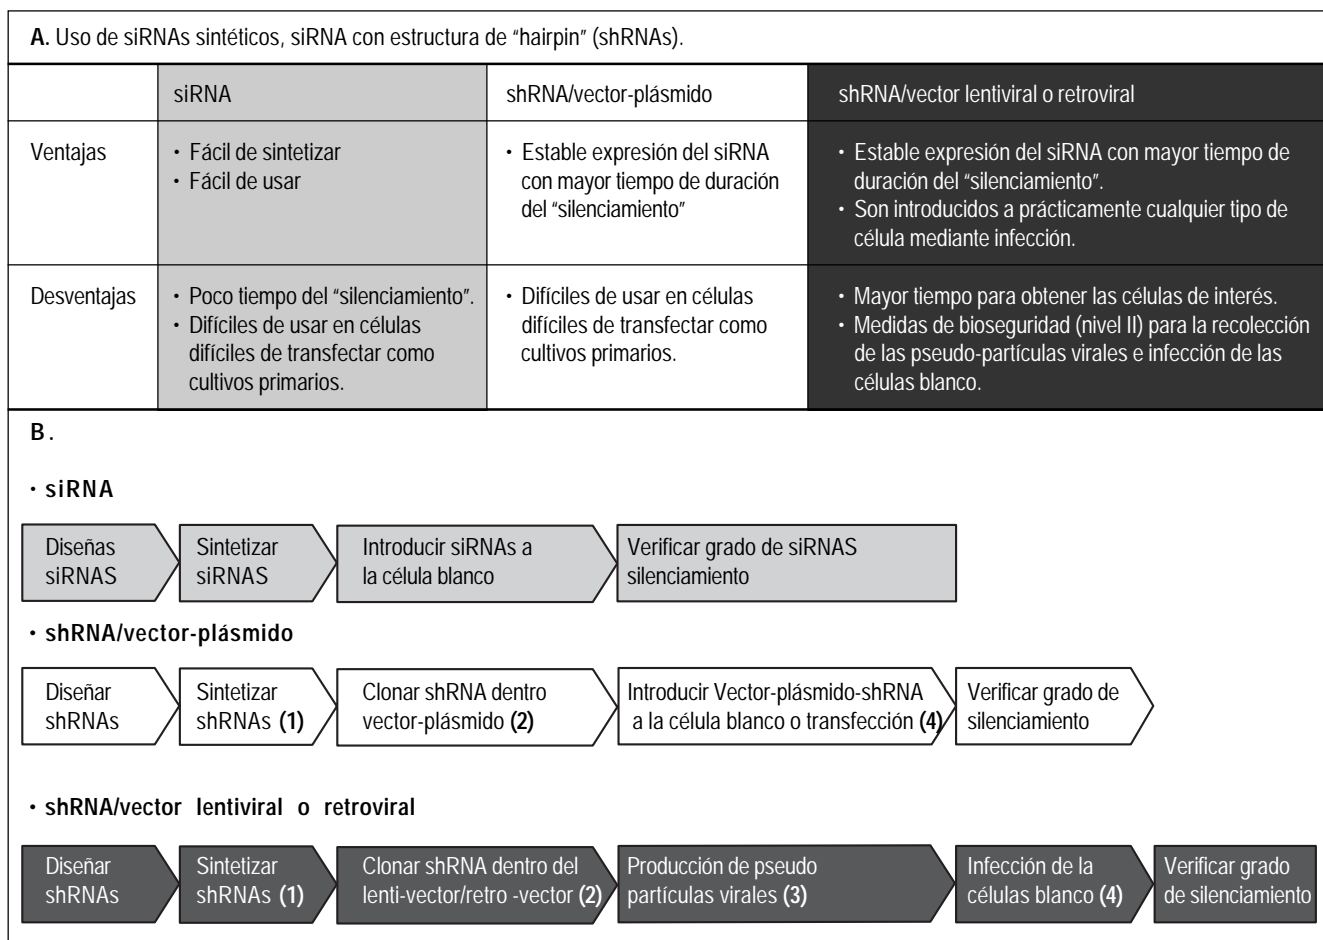 A. Uso de siRNAs sintéticos, siRNA con estructura de “hairpin” (shRNAs).
siRNA
shRNA/vector-plásmido
shRNA/vector lentiviral o retroviral
Ventajas
• Fácil de sintetizar
• Fácil de usar
• Estable expresión del siRNA
con mayor tiempo de duración
del “silenciamiento”
• Estable expresión del siRNA con mayor tiempo de
duración del “silenciamiento”.
• Son introducidos a prácticamente cualquier tipo de
célula mediante infección.
Desventajas
• Poco tiempo del “silenciamiento”.
• Difíciles de usar en células
difíciles de transfectar como
cultivos primarios.
• Difíciles de usar en células
difíciles de transfectar como
cultivos primarios.
• Mayor tiempo para obtener las células de interés.
• Medidas de bioseguridad (nivel II) para la recolección
de las pseudo-partículas virales e infección de las
células blanco.
B.
• siRNA
Diseñas
siRNAS
Sintetizar
siRNAS
Introducir siRNAs a
la célula blanco
Verificar grado de siRNAS
silenciamiento
• shRNA/vector-plásmido
Diseñar
shRNAs
Sintetizar
shRNAs (1)
Clonar shRNA dentro
vector-plásmido (2)
Introducir Vector-plásmido-shRNA
a la célula blanco o transfección (4)
Verificar grado de
silenciamiento
• shRNA/vector lentiviral o retroviral
Diseñar
shRNAs
Sintetizar
shRNAs (1)
Clonar shRNA dentro del
lenti-vector/retro -vector (2)
Producción de pseudo
partículas virales (3)
Infección de la
células blanco (4)
Verificar grado
de silenciamiento